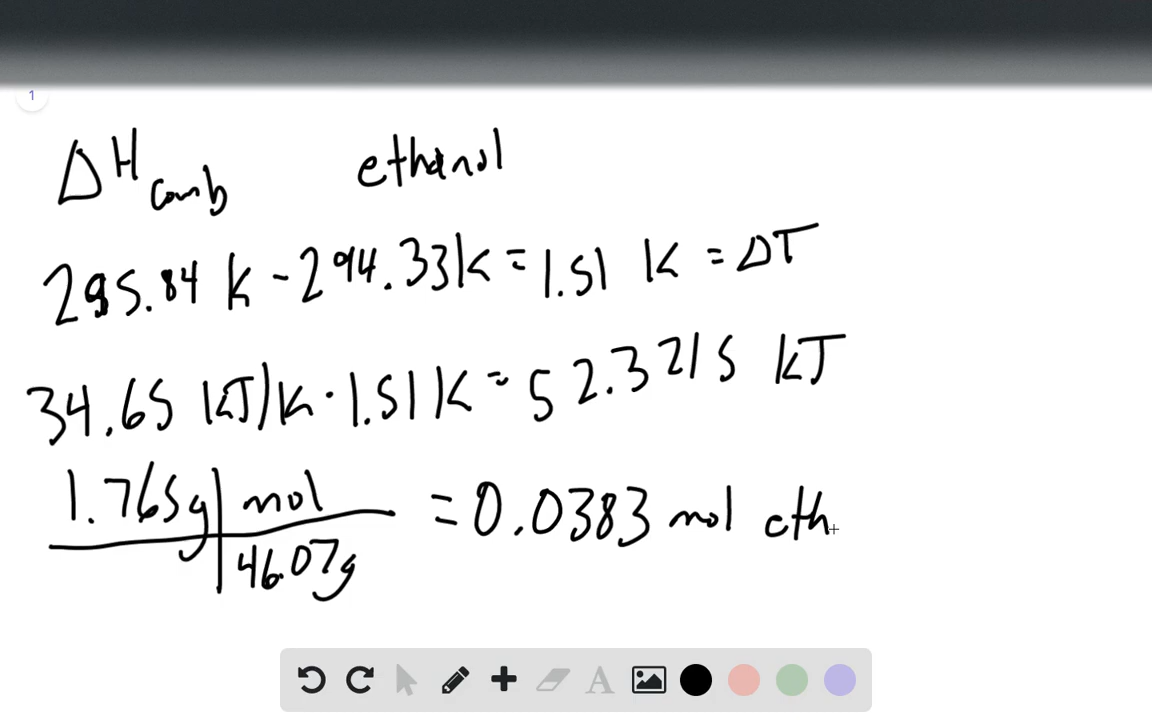 1
ΔH comb ethanol
295.84 K - 294.33 K = 1.51 K = ΔT
34.65 kJ/K · 1.51 K = 52.3215 kJ
1.765g | mol = 0.0383 mol eth
46.07g
A